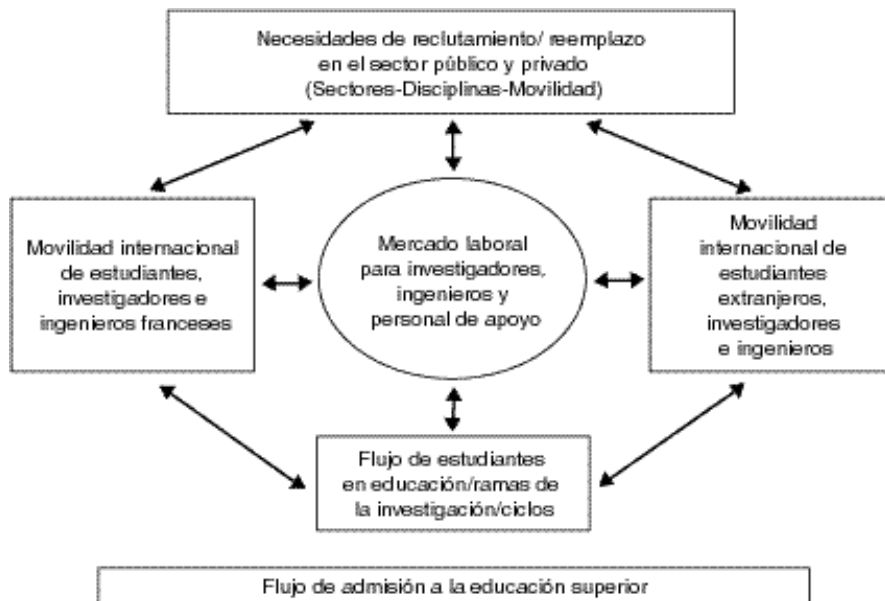 Necesidades de reclutamiento/ reemplazo
en el sector público y privado
(Sectores-Disciplinas-Movilidad)
Movilidad internacional
de estudiantes,
investigadores e
ingenieros franceses
Mercado laboral
para investigadores,
ingenieros y
personal de apoyo
Movilidad
internacional de
estudiantes
extranjeros,
investigadores
e ingenieros
Flujo de estudiantes
en educación/ramas de
la investigación/ciclos
Flujo de admisión a la educación superior